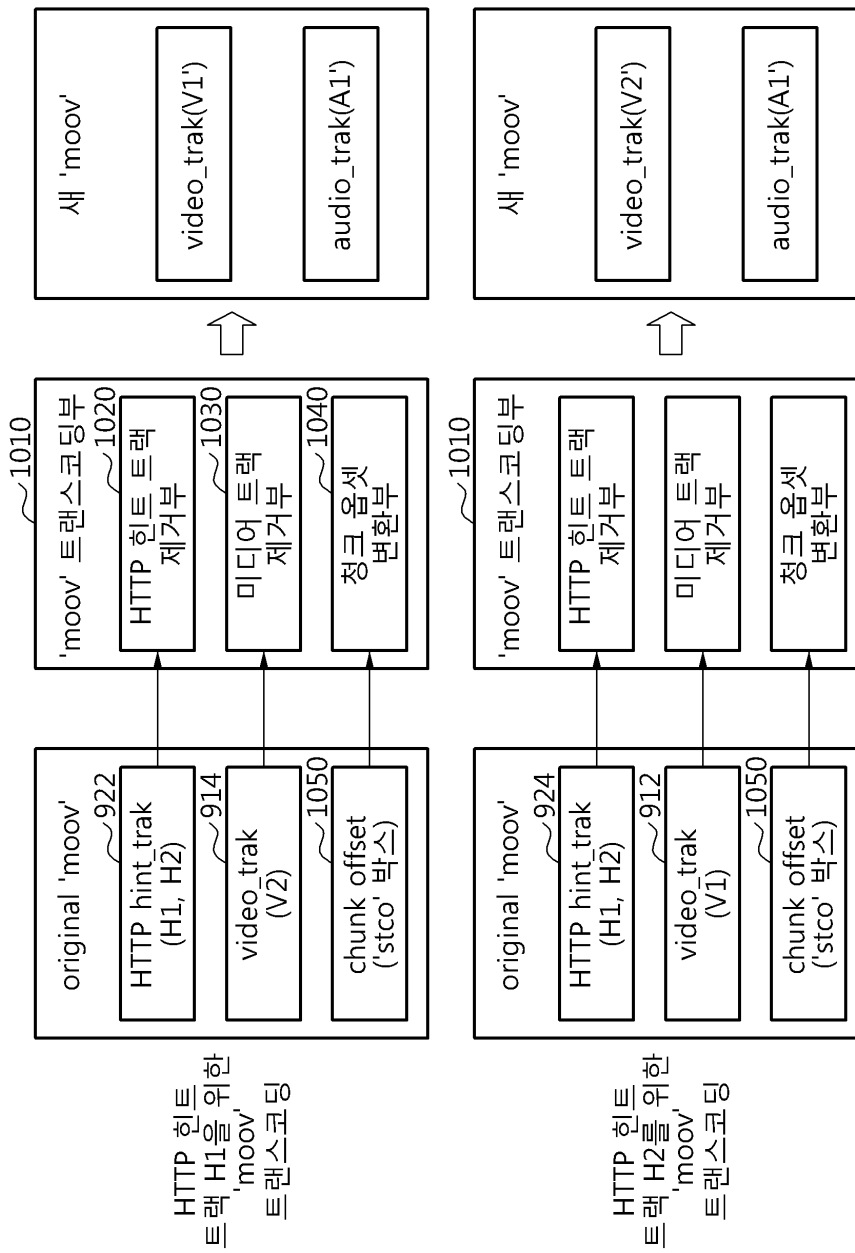 HTTP 힌트
트랙 H1을 위한
'moov'
트랜스코딩
original 'moov'
922
HTTP hint_trak
(H1, H2)
914
video_trak
(V2)
1050
chunk offset
('stco' 박스)
1010
'moov' 트랜스코딩부
1020
HTTP 힌트 트랙
제거부
1030
미디어 트랙
제거부
1040
청크 옵셋
변환부
새 'moov'
video_trak(V1')
audio_trak(A1')
HTTP 힌트
트랙 H2를 위한
'moov'
트랜스코딩
original 'moov'
924
HTTP hint_trak
(H1, H2)
912
video_trak
(V1)
1050
chunk offset
('stco' 박스)
1010
'moov' 트랜스코딩부
HTTP 힌트 트랙
제거부
미디어 트랙
제거부
청크 옵셋
변환부
새 'moov'
video_trak(V2')
audio_trak(A1')